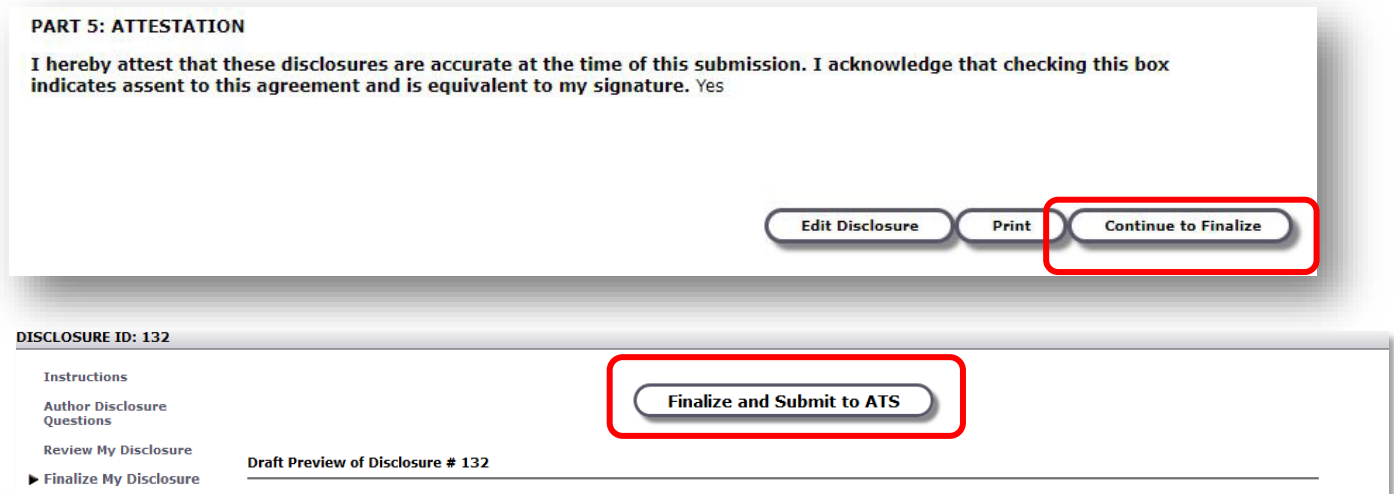 PART 5: ATTESTATION
I hereby attest that these disclosures are accurate at the time of this submission. I acknowledge that checking this box
indicates assent to this agreement and is equivalent to my signature. Yes
Edit Disclosure Print Continue to Finalize
DISCLOSURE ID: 132
Instructions
Finalize and Submit to ATS
Author Disclosure
Questions
Review My Disclosure
Draft Preview of Disclosure # 132
Finalize My Disclosure